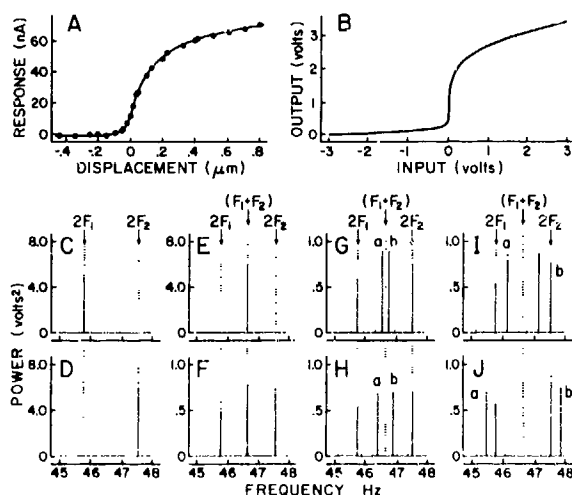 A
B
RESPONSE (nA)
60
40
20
0
-.4 -.2 0 .2 .4 .6 .8
DISPLACEMENT (μm)
OUTPUT (volts)
3
2
1
0
-3 -2 -1 0 1 2 3
INPUT (volts)
(F1+F2) (F1+F2) (F1+F2)
2F1 2F2 2F1 2F2 2F1 2F2 2F1 2F2
POWER (volts²)
8.0 C 8.0 E 1.0 G a b 1.0 I a b
4.0 4.0 .5 .5
0 0 0 0
8.0 D 1.0 F 1.0 H a b 1.0 J a b
4.0 .5 .5 .5
0 0 0 0
45 46 47 48 45 46 47 48 45 46 47 48 45 46 47 48
FREQUENCY Hz